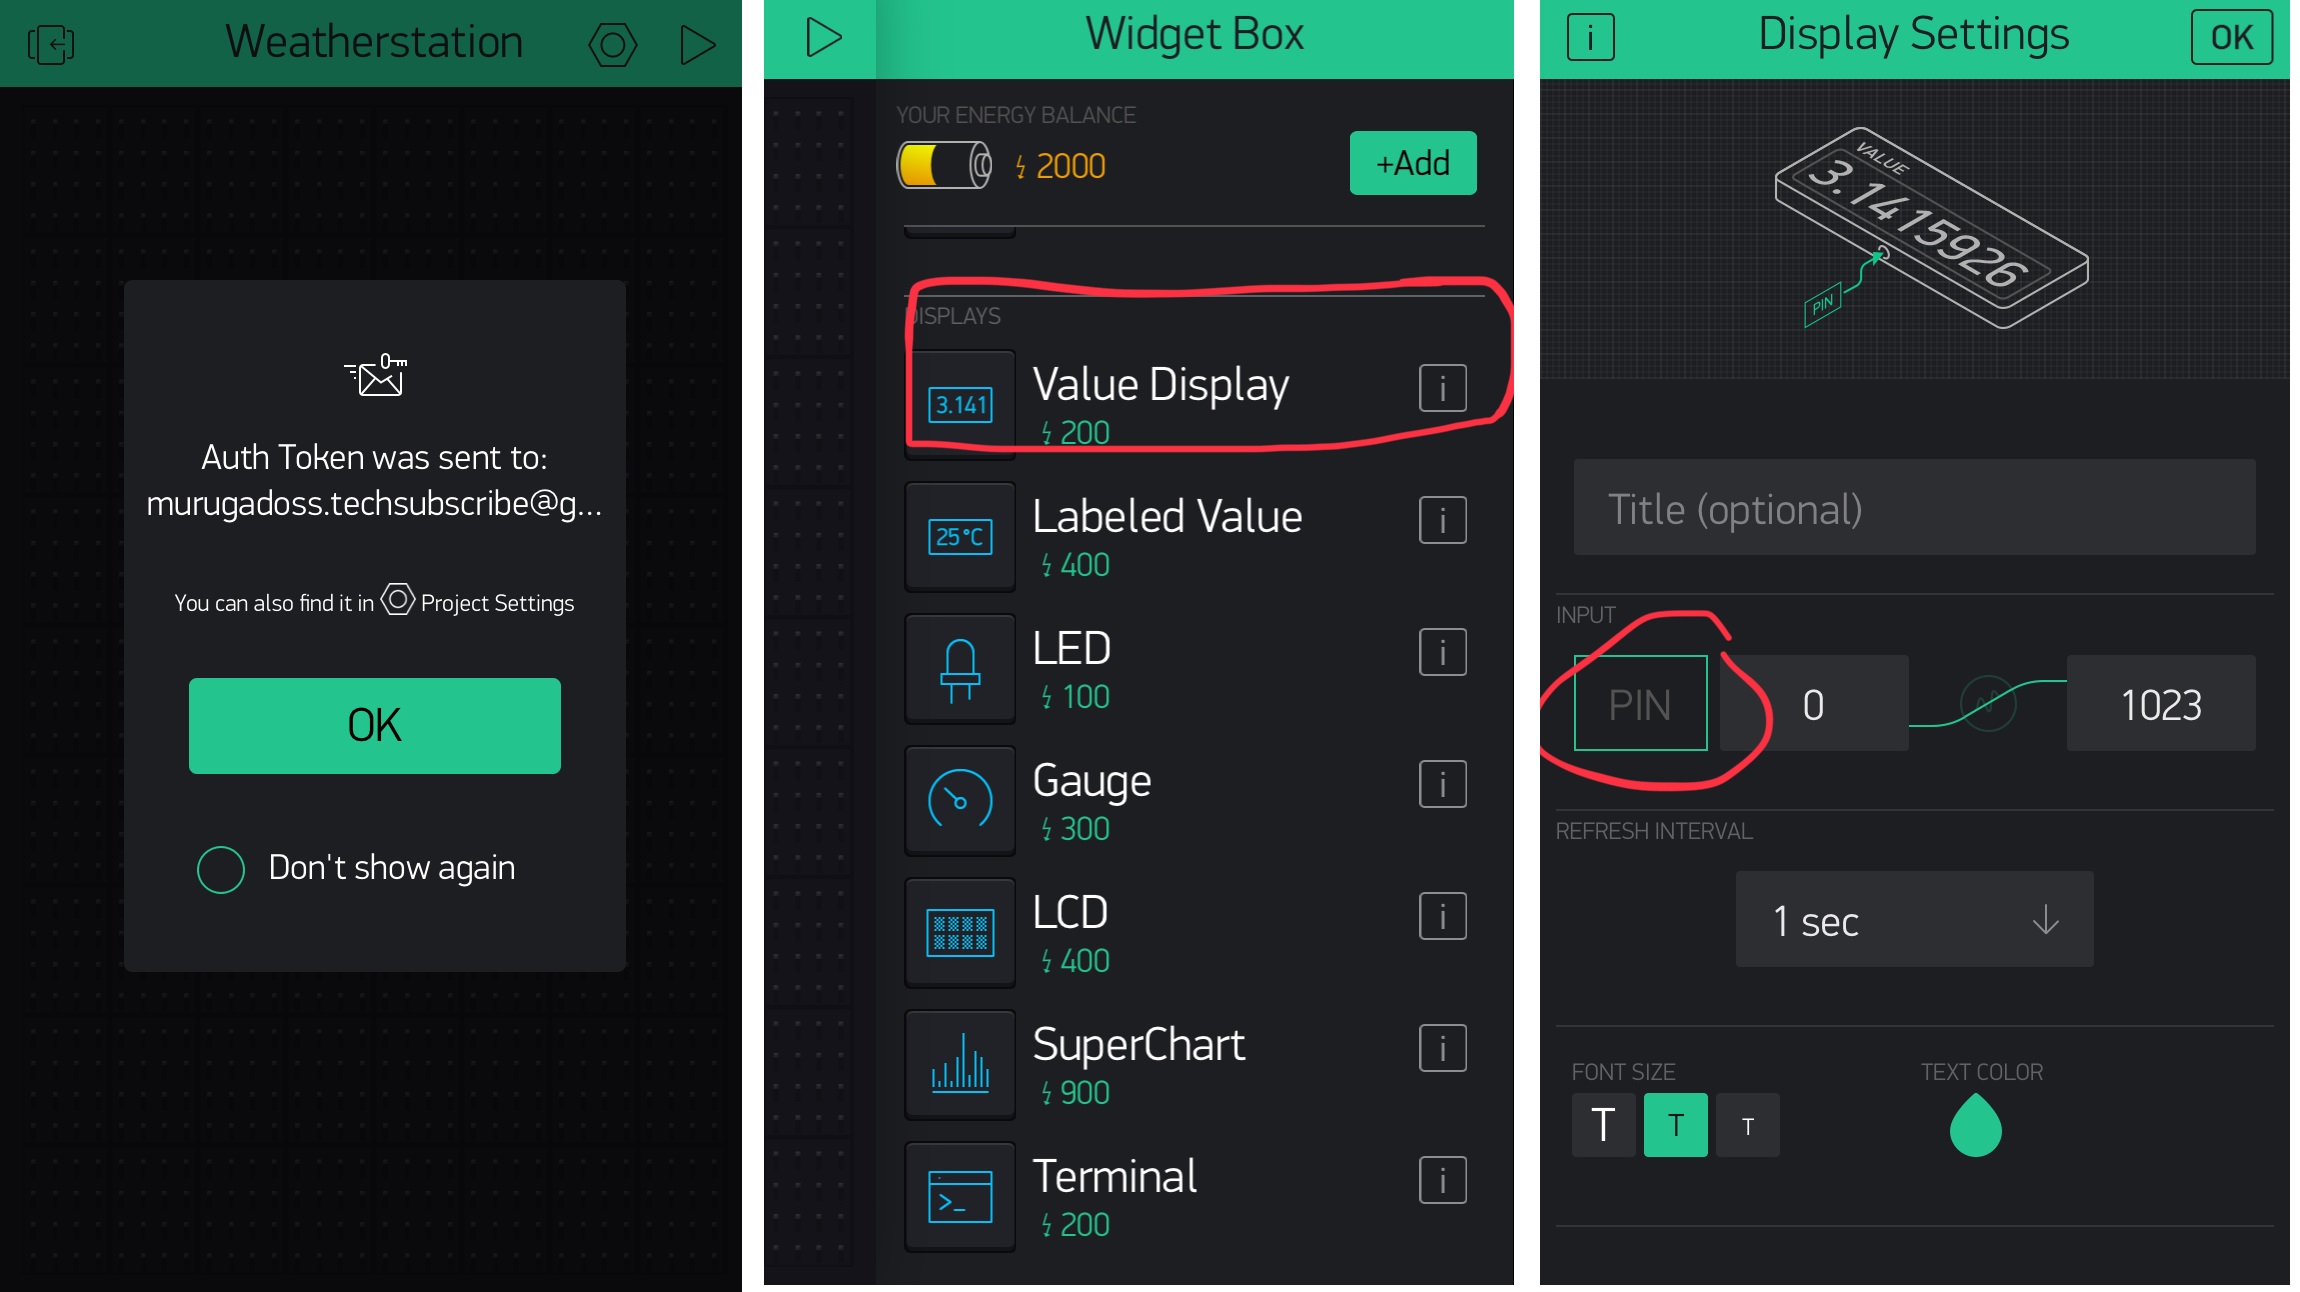 Weatherstation
Auth Token was sent to:
murugadoss.techsubscribe@g...
You can also find it in Project Settings
OK
Don't show again
Widget Box
YOUR ENERGY BALANCE
2000
+Add
DISPLAYS
3.141
Value Display
i
200
25°C
Labeled Value
i
400
LED
i
100
Gauge
i
300
LCD
i
400
SuperChart
i
900
>_
Terminal
i
200
i
Display Settings
OK
VALUE
3.1415926
PIN
Title (optional)
INPUT
PIN
0
1023
REFRESH INTERVAL
1 sec
FONT SIZE
TEXT COLOR
T T T